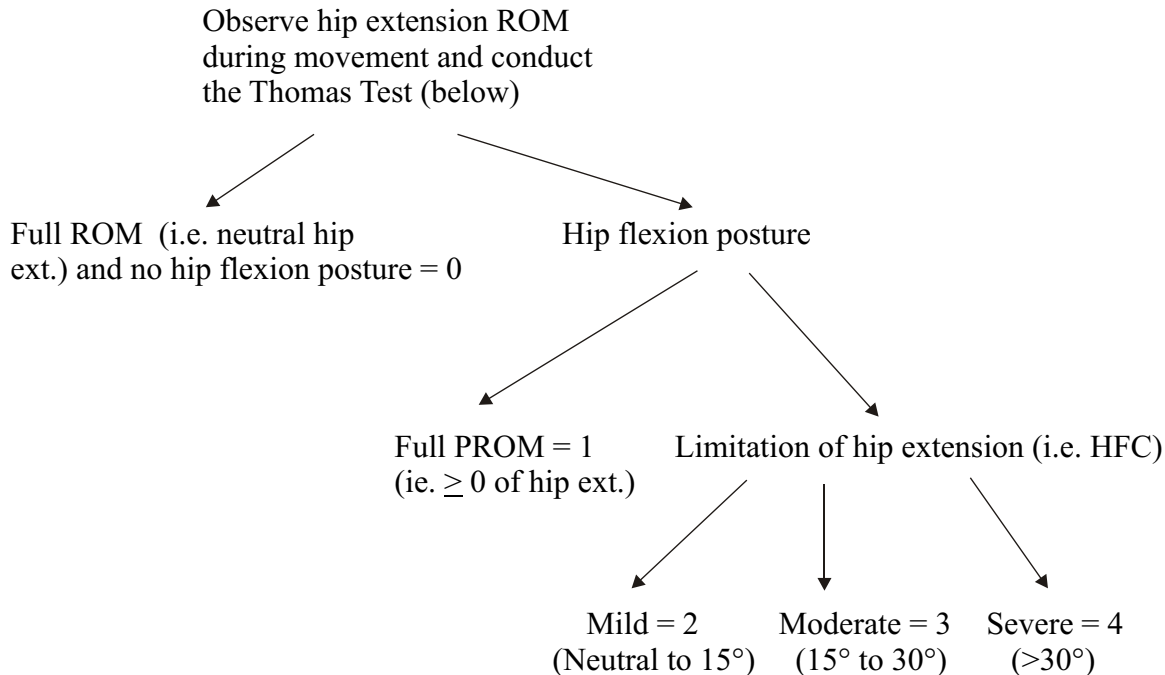 Observe hip extension ROM
during movement and conduct
the Thomas Test (below)
Full ROM (i.e. neutral hip
ext.) and no hip flexion posture = 0
Hip flexion posture
Full PROM = 1
(ie. ≥ 0 of hip ext.)
Limitation of hip extension (i.e. HFC)
Mild = 2
(Neutral to 15°)
Moderate = 3
(15° to 30°)
Severe = 4
(>30°)